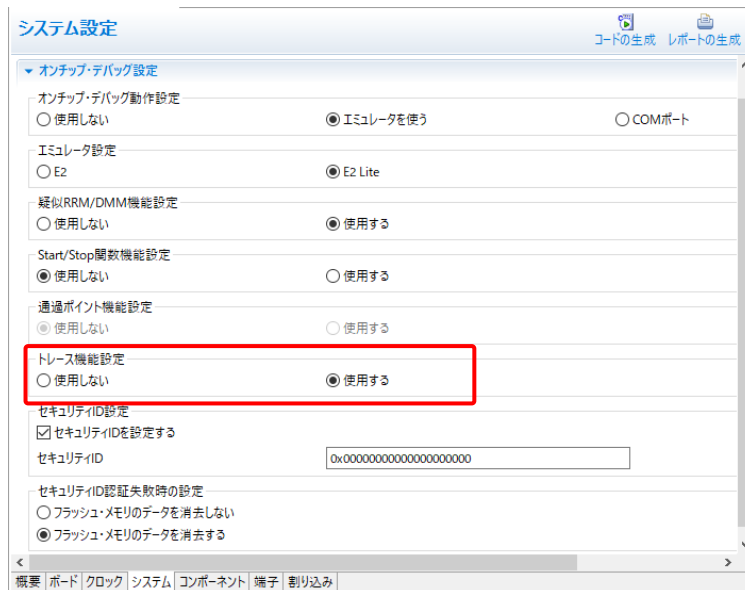 システム設定
コードの生成 レポートの生成
オンチップ・デバッグ設定
オンチップ・デバッグ動作設定
使用しない エミュレータを使う COMポート
エミュレータ設定
E2 E2 Lite
疑似RRM/DMM機能設定
使用しない 使用する
Start/Stop関数機能設定
使用しない 使用する
通過ポイント機能設定
使用しない 使用する
トレース機能設定
使用しない 使用する
セキュリティID設定
セキュリティIDを設定する
セキュリティID 0x00000000000000000000
セキュリティID認証失敗時の設定
フラッシュ・メモリのデータを消去しない
フラッシュ・メモリのデータを消去する
概要 ボード クロック システム コンポーネント 端子 割り込み